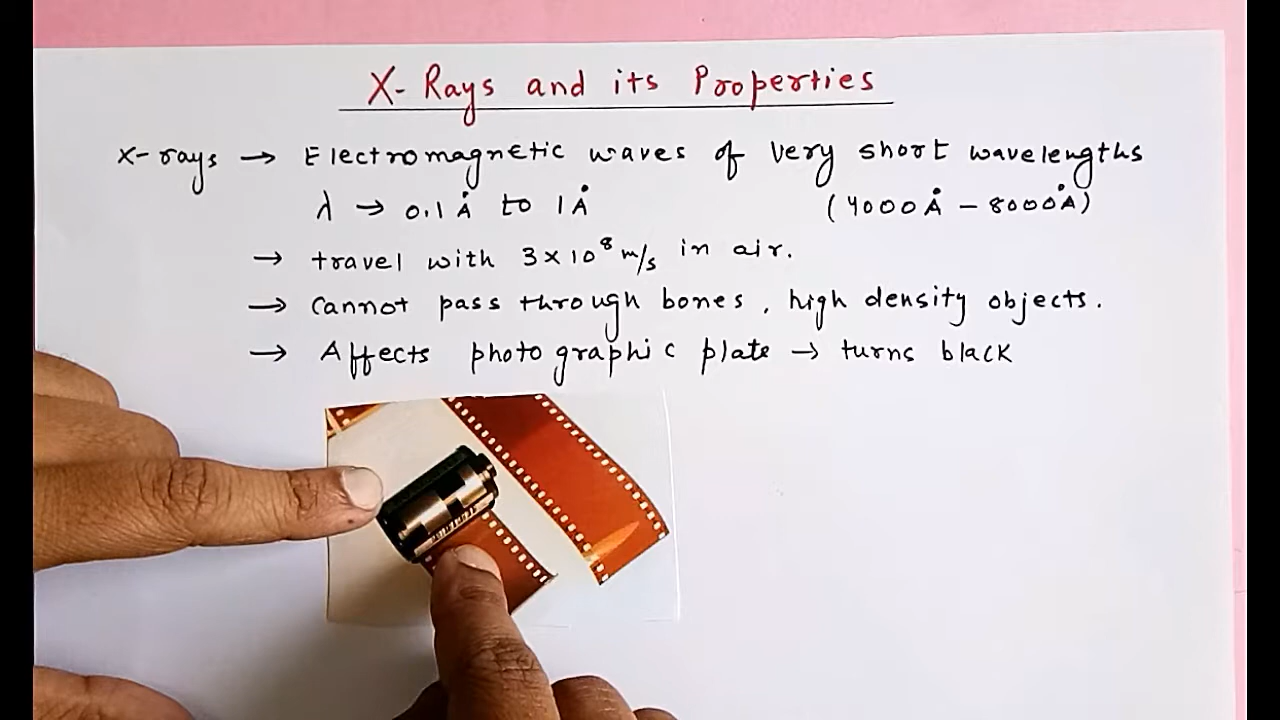 X-Rays and its Properties
X-rays → Electromagnetic waves of very short wavelengths
λ → 0.1 Å to 1 Å (4000 Å – 8000 Å)
→ travel with 3 × 10⁸ m/s in air.
→ Cannot pass through bones, high density objects.
→ Affects photographic plate → turns black